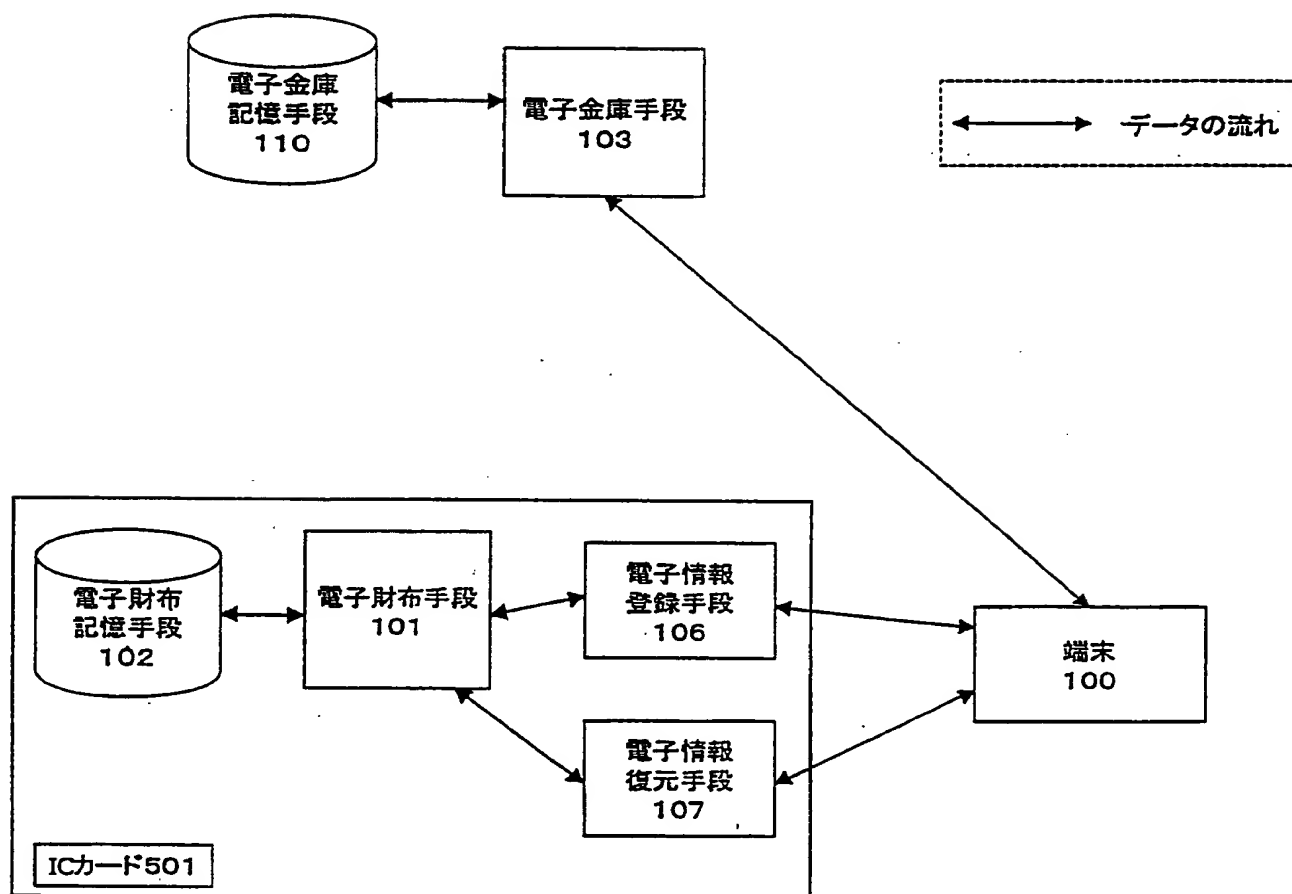 電子金庫
記憶手段
110
電子金庫手段
103
データの流れ
電子財布
記憶手段
102
電子財布手段
101
電子情報
登録手段
106
電子情報
復元手段
107
端末
100
ICカード501